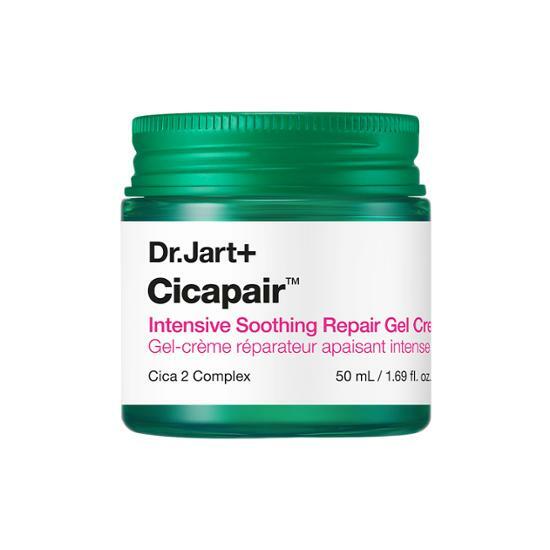 Dr.Jart+
Cicapair™
Intensive Soothing Repair Gel Cre
Gel-crème réparateur apaisant intense
Cica 2 Complex 50 mL / 1.69 fl. oz.